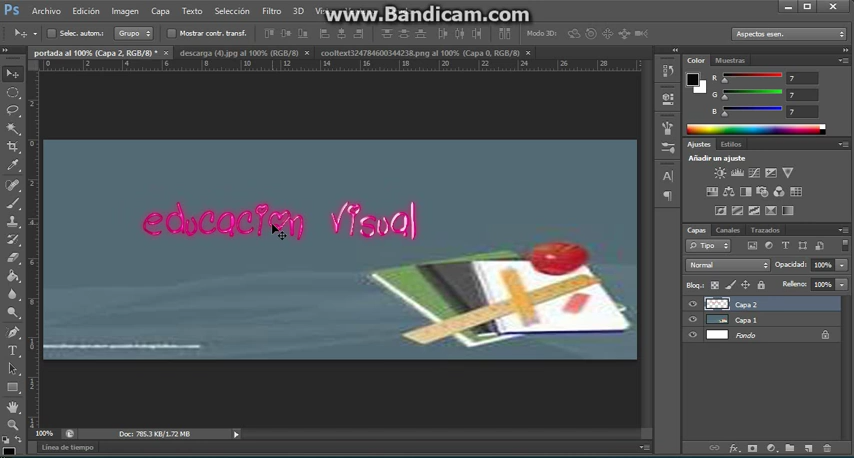 www.Bandicam.com
Ps Archivo Edición Imagen Capa Texto Selección Filtro 3D
Selec. autom.: Grupo Mostrar contr. transf. Modo 3D: Aspectos esen.
portada al 100% (Capa 2, RGB/8) * × descarga (4).jpg al 100% (RGB/8) × cooltext324784600344238.png al 100% (Capa 0, RGB/8) ×
Color Muestras
R 7
G 7
B 7
Ajustes Estilos
Añadir un ajuste
educacion visual
Capas Canales Trazados
Tipo
Normal Opacidad: 100%
Bloq.: Relleno: 100%
Capa 2
Capa 1
Fondo
100% Doc: 785.3 KB/1.72 MB
Línea de tiempo